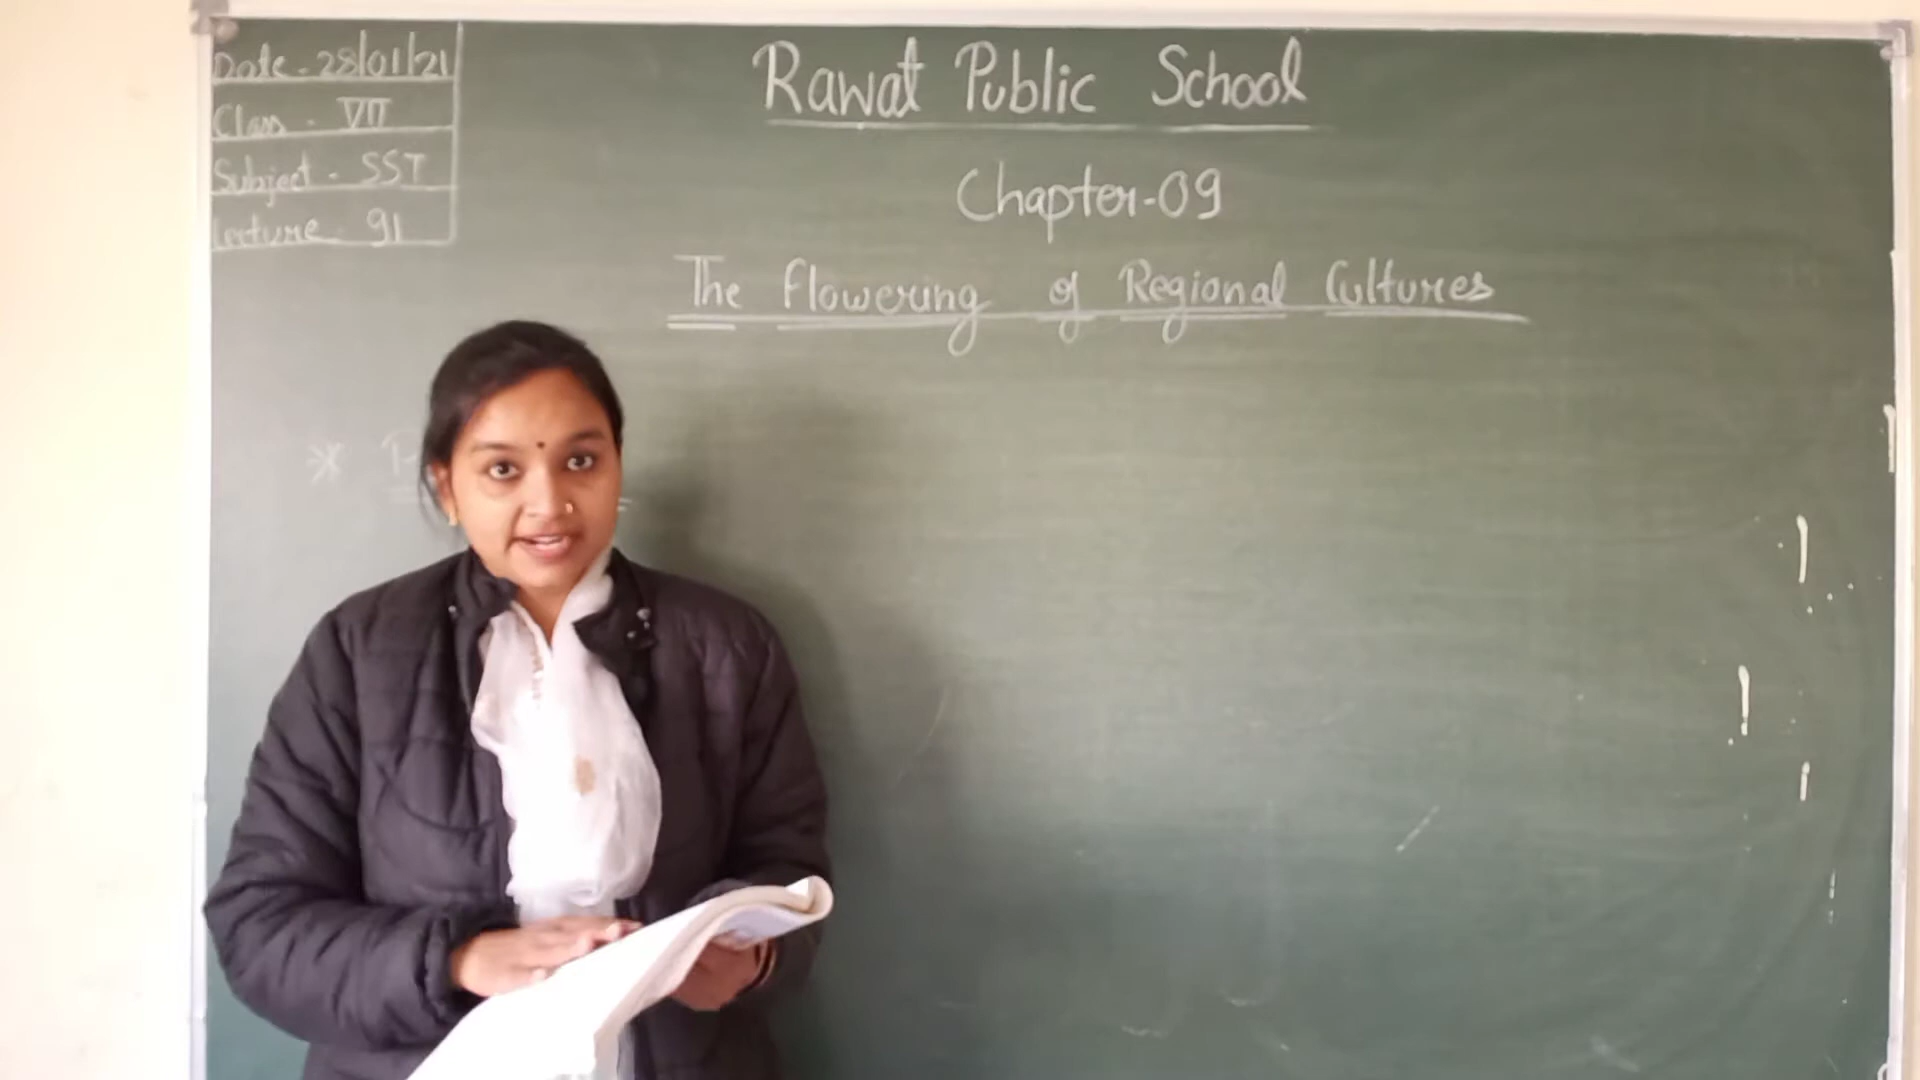 Date - 28/01/21
Class - VII
Subject - SST
Lecture - 91
Rawat Public School
Chapter-09
The Flowering of Regional Cultures
*